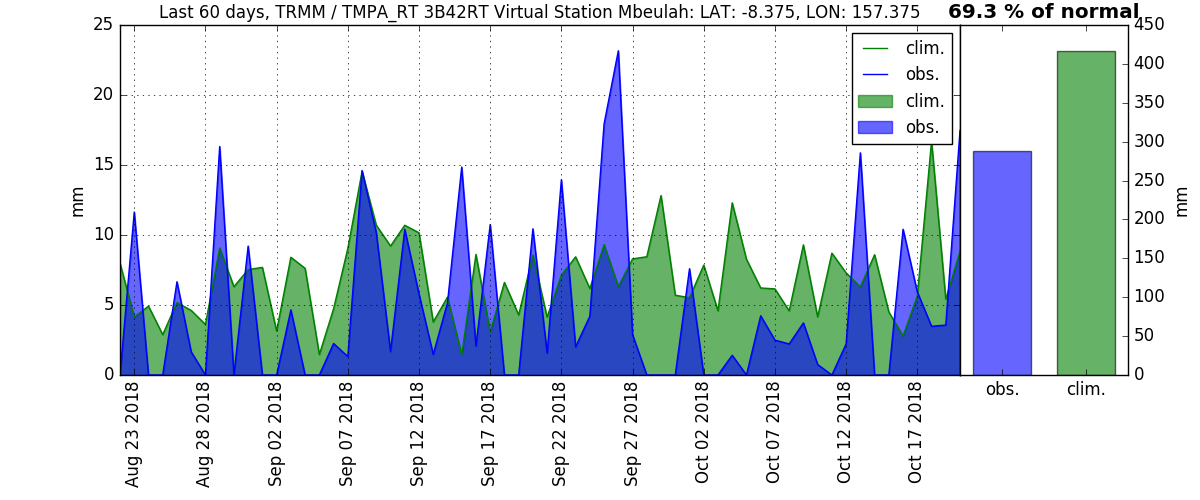 Last 60 days, TRMM / TMPA_RT 3B42RT Virtual Station Mbeulah: LAT: -8.375, LON: 157.375
69.3 % of normal
25
20
15
10
5
0
mm
clim.
obs.
clim.
obs.
450
400
350
300
250
200
150
100
50
0
mm
obs.
clim.
Aug 23 2018
Aug 28 2018
Sep 02 2018
Sep 07 2018
Sep 12 2018
Sep 17 2018
Sep 22 2018
Sep 27 2018
Oct 02 2018
Oct 07 2018
Oct 12 2018
Oct 17 2018